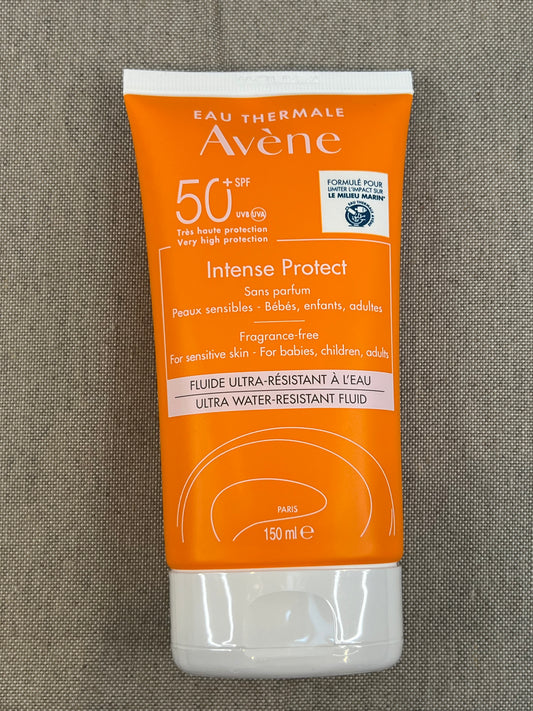 EAU THERMALE
Avène
50+ SPF
UVB UVA
Très haute protection
Very high protection
FORMULÉ POUR
LIMITER L'IMPACT SUR
LE MILIEU MARIN*
Intense Protect
Sans parfum
Peaux sensibles - Bébés, enfants, adultes
Fragrance-free
For sensitive skin - For babies, children, adults
FLUIDE ULTRA-RÉSISTANT À L'EAU
ULTRA WATER-RESISTANT FLUID
PARIS
150 ml ℮